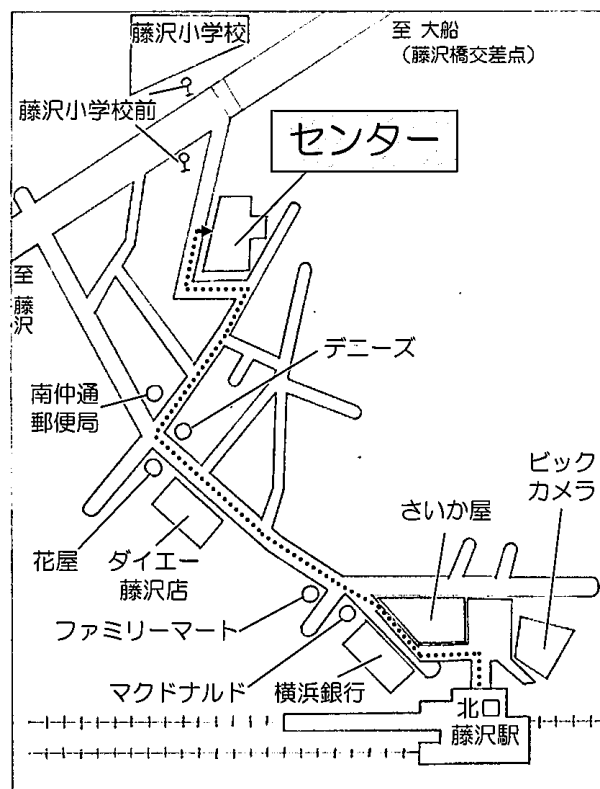 藤沢小学校
至 大船
（藤沢橋交差点）
藤沢小学校前
センター
至
藤沢
デニーズ
南仲通
郵便局
ビック
カメラ
さいか屋
花屋
ダイエー
藤沢店
ファミリーマート
マクドナルド
横浜銀行
北口
藤沢駅